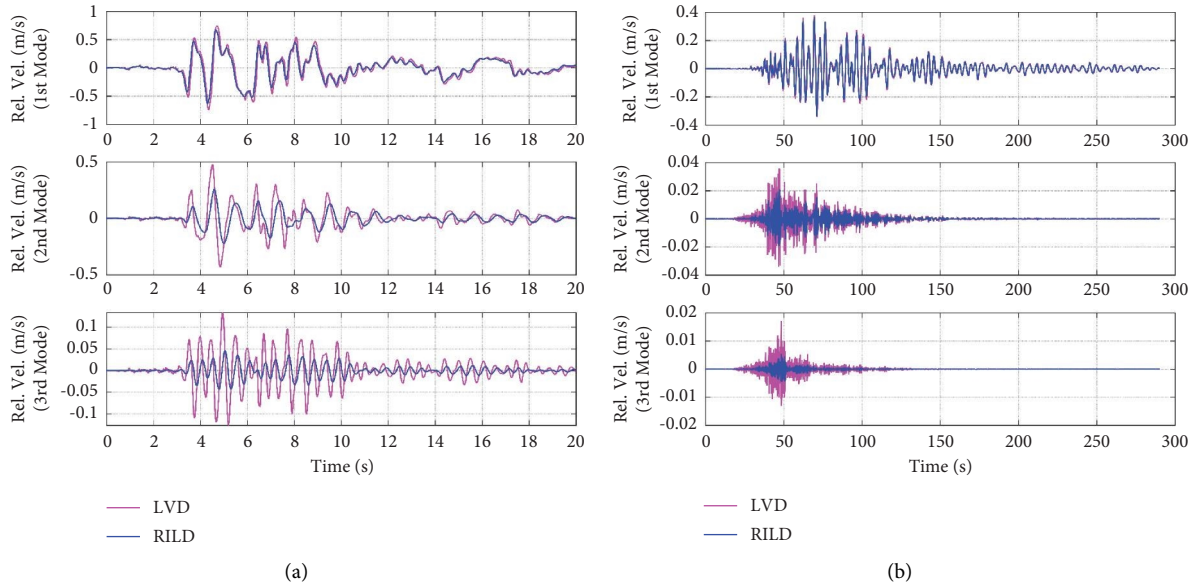 Rel. Vel. (m/s)
(1st Mode)
1
0.5
0
-0.5
-1
0 2 4 6 8 10 12 14 16 18 20
Rel. Vel. (m/s)
(2nd Mode)
0.5
0
-0.5
0 2 4 6 8 10 12 14 16 18 20
Rel. Vel. (m/s)
(3rd Mode)
0.1
0.05
0
-0.05
-0.1
0 2 4 6 8 10 12 14 16 18 20
Time (s)
LVD
RILD
(a)
Rel. Vel. (m/s)
(1st Mode)
0.4
0.2
0
-0.2
-0.4
0 50 100 150 200 250 300
Rel. Vel. (m/s)
(2nd Mode)
0.04
0.02
0
-0.02
-0.04
0 50 100 150 200 250 300
Rel. Vel. (m/s)
(3rd Mode)
0.02
0.01
0
-0.01
-0.02
0 50 100 150 200 250 300
Time (s)
LVD
RILD
(b)